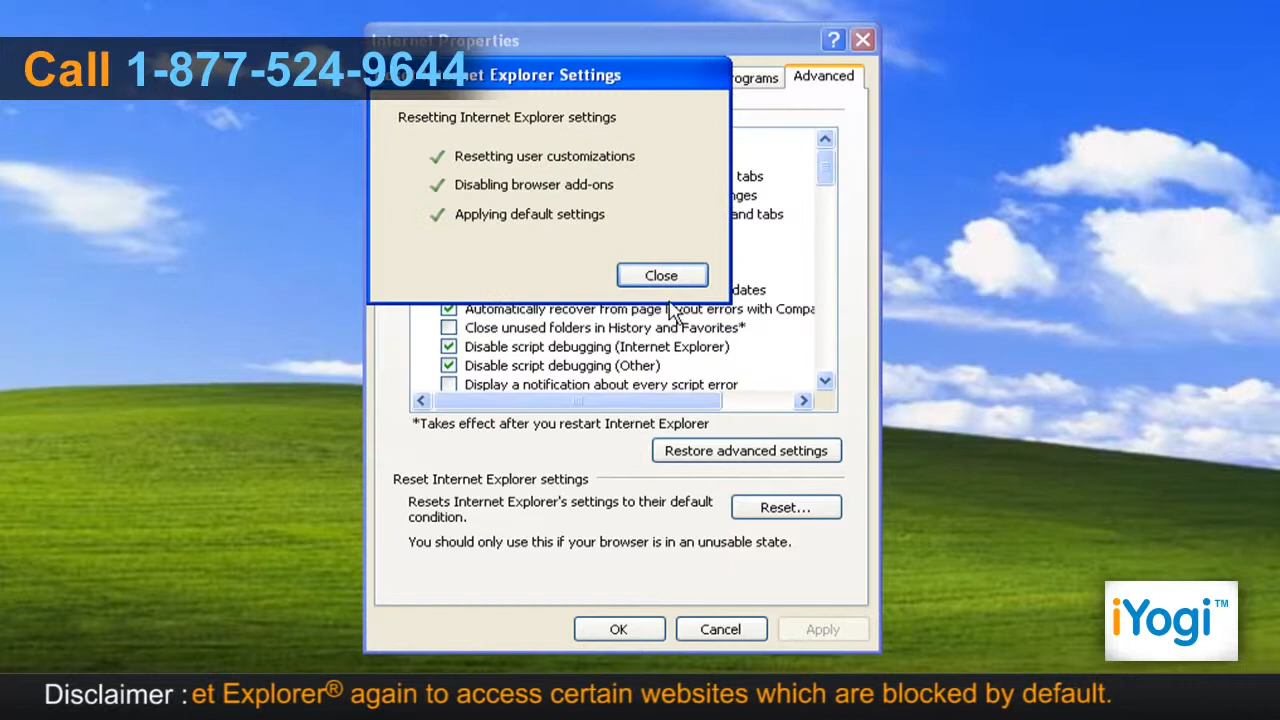 Internet Properties
Call 1-877-524-9644
et Explorer Settings
rograms
Advanced
Resetting Internet Explorer settings
Resetting user customizations
Disabling browser add-ons
Applying default settings
Close
tabs
nges
and tabs
dates
Automatically recover from page layout errors with Compa
Close unused folders in History and Favorites*
Disable script debugging (Internet Explorer)
Disable script debugging (Other)
Display a notification about every script error
*Takes effect after you restart Internet Explorer
Restore advanced settings
Reset Internet Explorer settings
Resets Internet Explorer's settings to their default
condition.
Reset...
You should only use this if your browser is in an unusable state.
iYogi™
OK
Cancel
Apply
Disclaimer : et Explorer® again to access certain websites which are blocked by default.